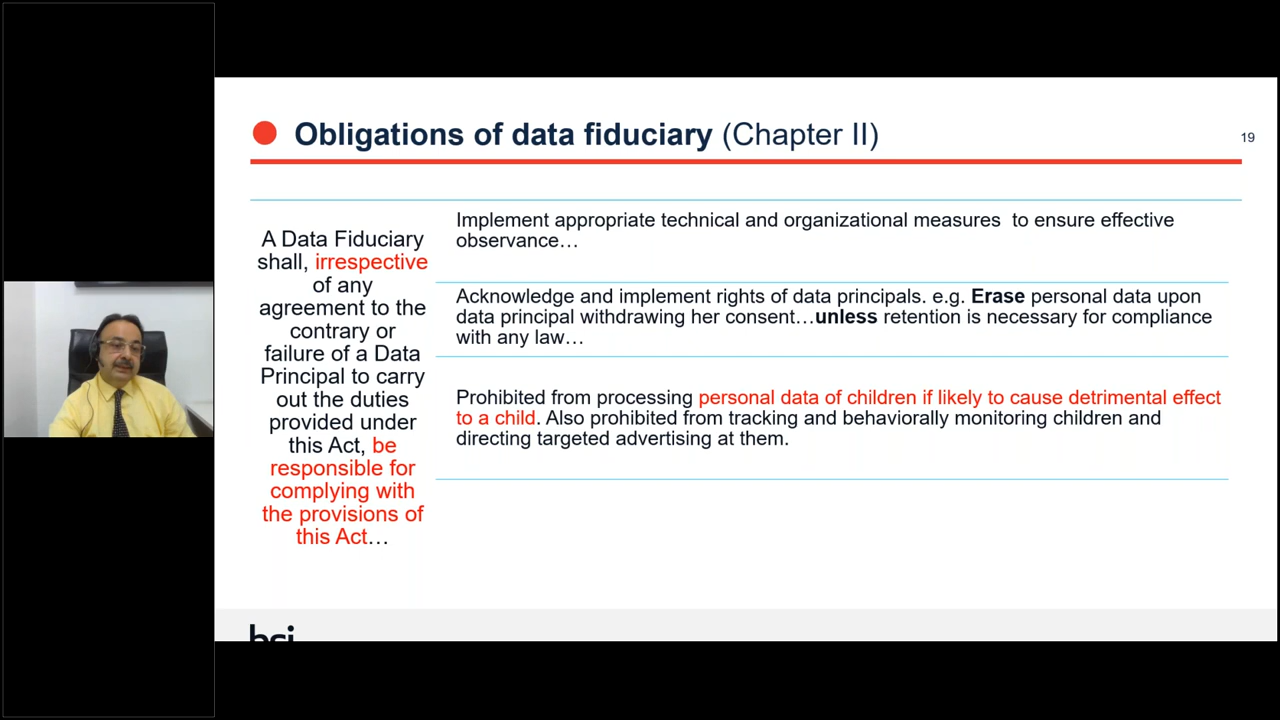 Obligations of data fiduciary (Chapter II)
19
A Data Fiduciary
shall, irrespective
of any
agreement to the
contrary or
failure of a Data
Principal to carry
out the duties
provided under
this Act, be
responsible for
complying with
the provisions of
this Act…
Implement appropriate technical and organizational measures  to ensure effective
observance…
Acknowledge and implement rights of data principals. e.g. Erase personal data upon
data principal withdrawing her consent…unless retention is necessary for compliance
with any law…
Prohibited from processing personal data of children if likely to cause detrimental effect
to a child. Also prohibited from tracking and behaviorally monitoring children and
directing targeted advertising at them.
bsi